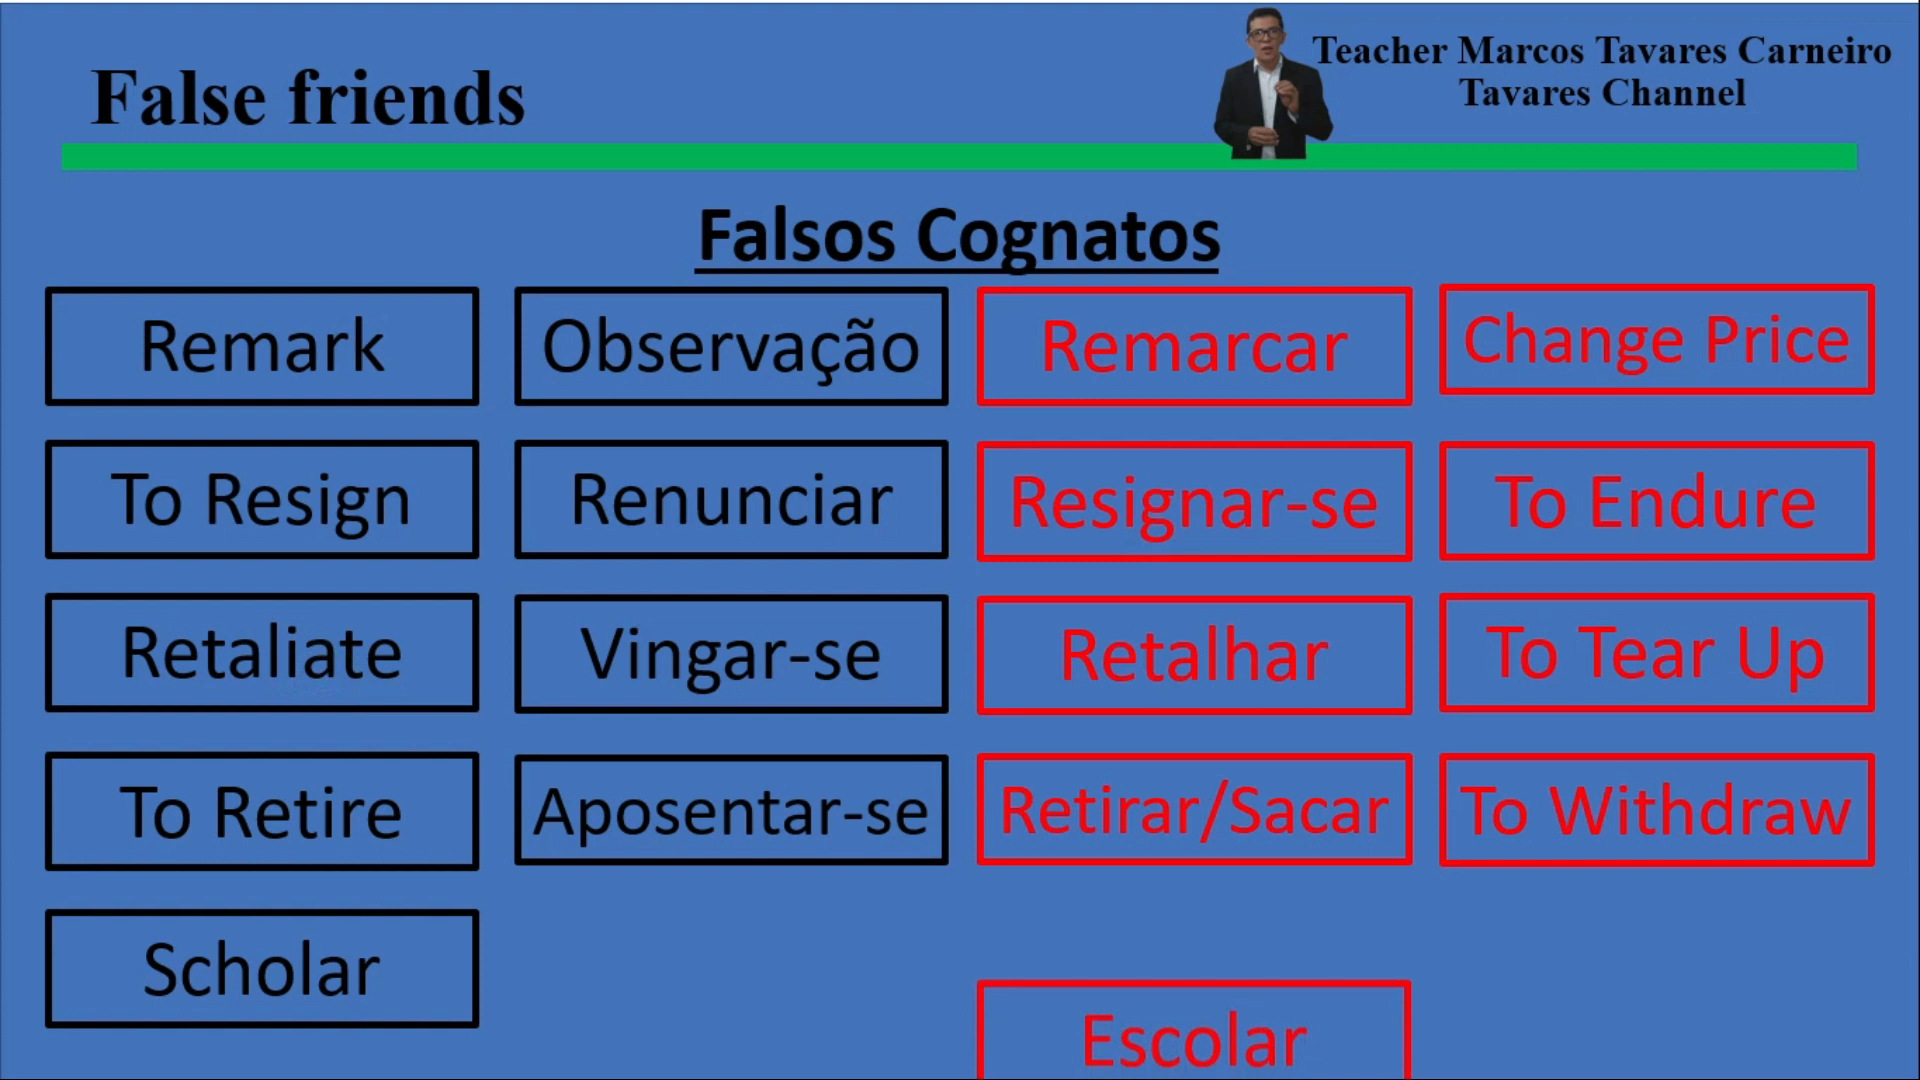 False friends
Teacher Marcos Tavares Carneiro
Tavares Channel
Falsos Cognatos
Remark
Observação
Remarcar
Change Price
To Resign
Renunciar
Resignar-se
To Endure
Retaliate
Vingar-se
Retalhar
To Tear Up
To Retire
Aposentar-se
Retirar/Sacar
To Withdraw
Scholar
Escolar